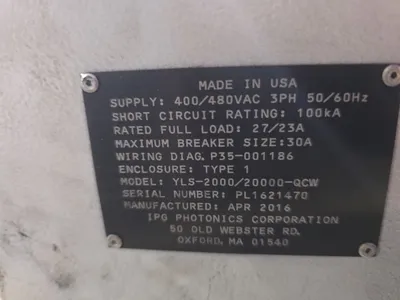 MADE IN USA
SUPPLY: 400/480VAC 3PH 50/60Hz
SHORT CIRCUIT RATING: 100kA
RATED FULL LOAD: 27/23A
MAXIMUM BREAKER SIZE:30A
WIRING DIAG. P35-001186
ENCLOSURE: TYPE 1
MODEL: YLS-2000/20000-QCW
SERIAL NUMBER: PL1621470
MANUFACTURED: APR 2016
IPG PHOTONICS CORPORATION
50 OLD WEBSTER RD.
OXFORD, MA 01540